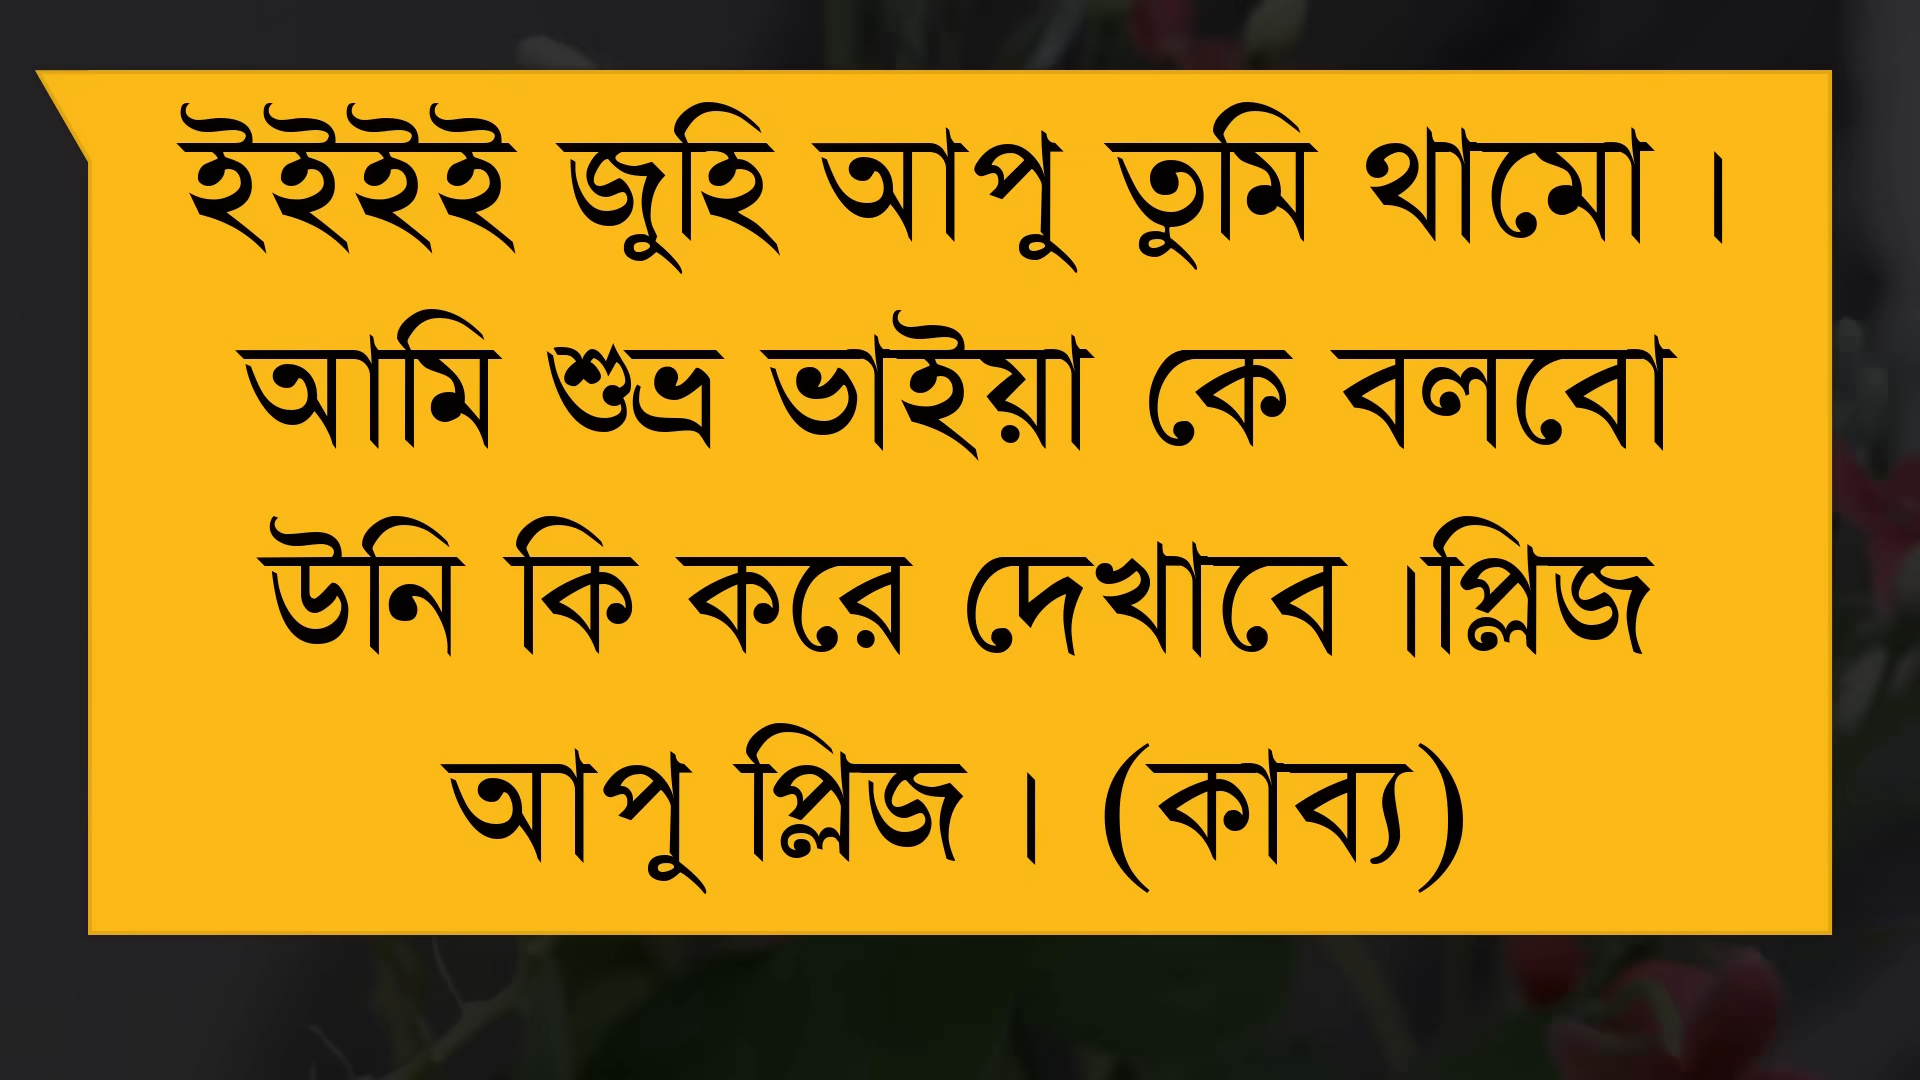 ইইইই জুহি আপু তুমি থামো ।
আমি শুভ্র ভাইয়া কে বলবো
উনি কি করে দেখাবে ।প্লিজ
আপু প্লিজ । (কাব্য)